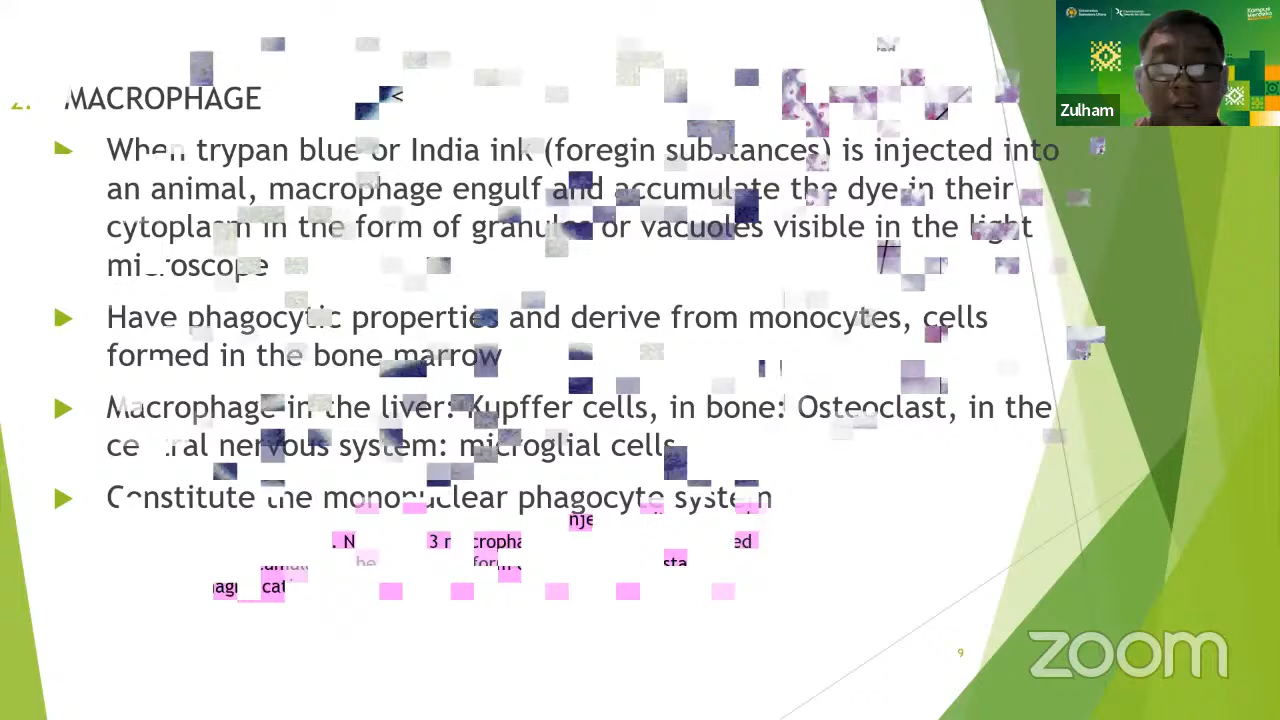 Zulham
2. MACROPHAGE
<
When trypan blue or India ink (foregin substances) is injected into
an animal, macrophage engulf and accumulate the dye in their
cytoplasm in the form of granules or vacuoles visible in the light
microscope
Have phagocytic properties and derive from monocytes, cells
formed in the bone marrow
Macrophage in the liver: Kupffer cells, in bone: Osteoclast, in the
central nervous system: microglial cells
Constitute the mononuclear phagocyte system
9
zoom